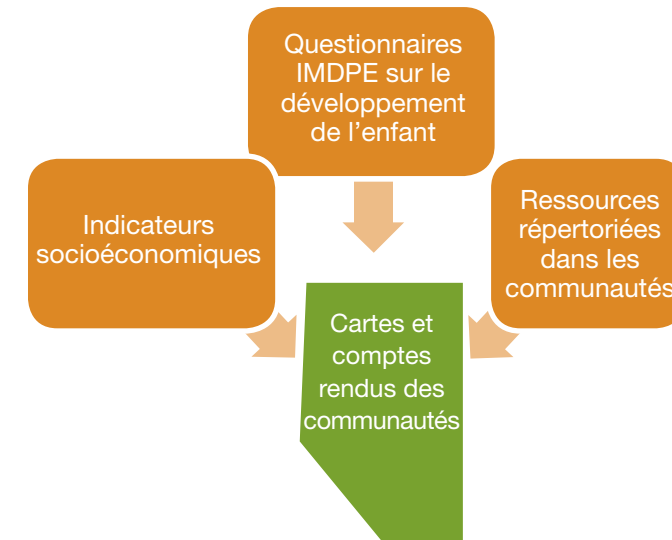 Questionnaires
IMDPE sur le
développement
de l’enfant
Indicateurs
socioéconomiques
Ressources
répertoriées
dans les
communautés
Cartes et
comptes
rendus des
communautés